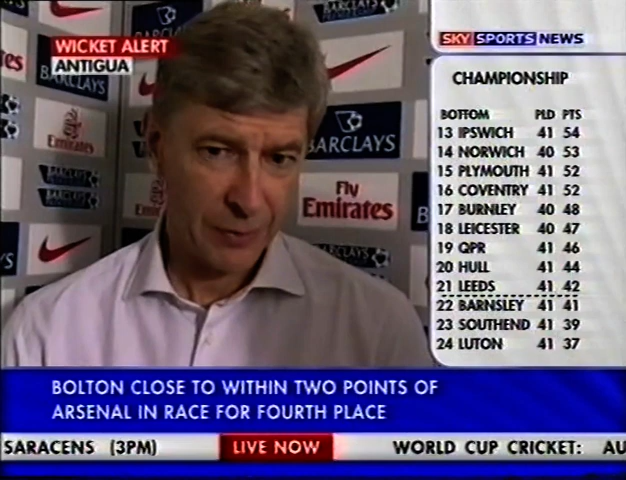 WICKET ALERT
ANTIGUA
SKY SPORTS NEWS
CHAMPIONSHIP
BOTTOM PLD PTS
13 IPSWICH 41 54
14 NORWICH 40 53
15 PLYMOUTH 41 52
16 COVENTRY 41 52
17 BURNLEY 40 48
18 LEICESTER 40 47
19 QPR 41 46
20 HULL 41 44
21 LEEDS 41 42
22 BARNSLEY 41 41
23 SOUTHEND 41 39
24 LUTON 41 37
BARCLAYS
Emirates
BARCLAYS
Fly
Emirates
BOLTON CLOSE TO WITHIN TWO POINTS OF
ARSENAL IN RACE FOR FOURTH PLACE
SARACENS (3PM) LIVE NOW WORLD CUP CRICKET: AU